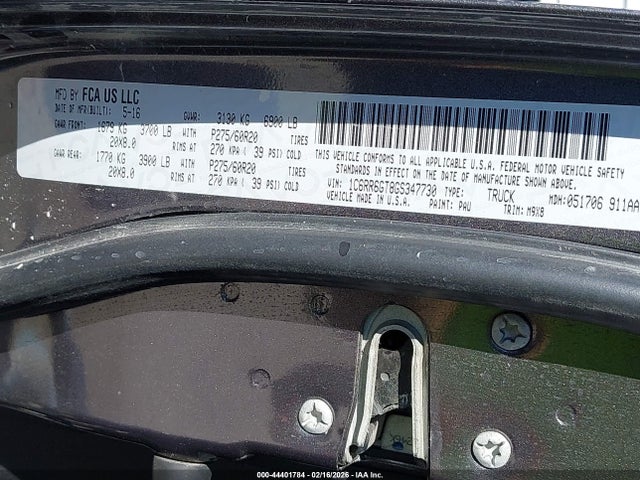 MFD BY FCA US LLC
DATE OF MFR(BUILT): 5-16 GVWR: 3130 KG 6900 LB
GAWR FRONT: 1679 KG 3700 LB WITH P275/60R20 TIRES
20X8.0 RIMS AT 270 KPA ( 39 PSI) COLD
GAWR REAR: 1770 KG 3900 LB WITH P275/60R20 TIRES
20X8.0 RIMS AT 270 KPA ( 39 PSI) COLD
THIS VEHICLE CONFORMS TO ALL APPLICABLE U.S.A. FEDERAL MOTOR VEHICLE SAFETY
STANDARDS IN EFFECT ON THE DATE OF MANUFACTURE SHOWN ABOVE.
VIN: 1C6RR6GT8GS347730 TYPE: TRUCK MDH: 051706 911AA
VEHICLE MADE IN U.S.A. PAINT: PAU TRIM: M9X8
000-44401784 - 02/16/2026 - IAA Inc.